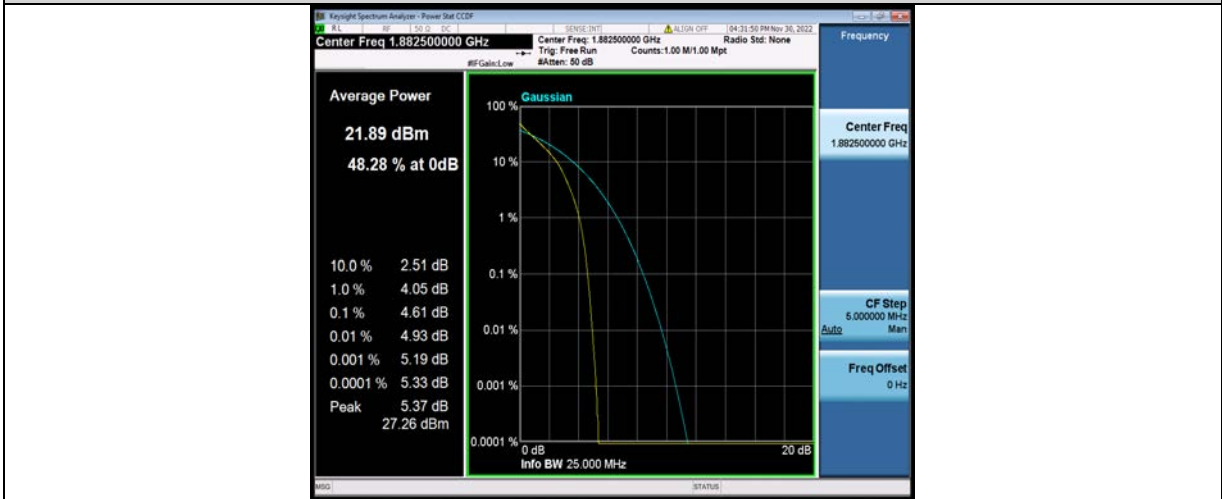 Keysight Spectrum Analyzer - Power Stat CCDF
RL RF 50 Ω DC SENSE:INT ALIGN OFF 04:31:50 PM Nov 30, 2022
Center Freq 1.882500000 GHz
Center Freq: 1.882500000 GHz Radio Std: None
Trig: Free Run Counts:1.00 M/1.00 Mpt
#IFGain:Low #Atten: 50 dB
Frequency
Average Power
21.89 dBm
48.28 % at 0dB
10.0 % 2.51 dB
1.0 % 4.05 dB
0.1 % 4.61 dB
0.01 % 4.93 dB
0.001 % 5.19 dB
0.0001 % 5.33 dB
Peak 5.37 dB
27.26 dBm
Gaussian
100 %
10 %
1 %
0.1 %
0.01 %
0.001 %
0.0001 %
0 dB 20 dB
Info BW 25.000 MHz
Center Freq
1.882500000 GHz
CF Step
5.000000 MHz
Auto Man
Freq Offset
0 Hz
MSG STATUS